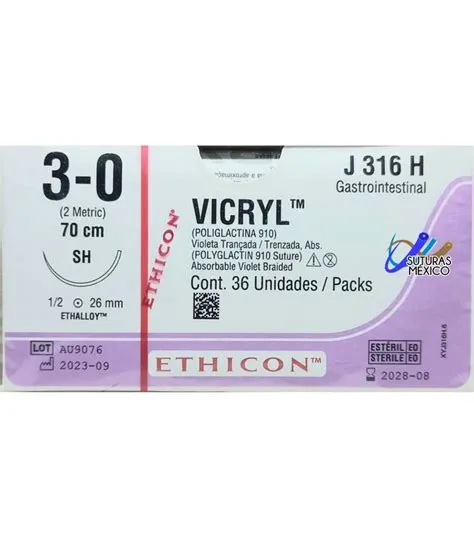 3-0
(2 Metric)
70 cm
SH
1/2 26 mm
ETHALLOY™
ETHICON®
J 316 H
Gastrointestinal
VICRYL™
(POLIGLACTINA 910)
Violeta Trançada / Trenzada, Abs.
(POLYGLACTIN 910 Suture)
Absorbable Violet Braided
Cont. 36 Unidades / Packs
SUTURAS
MÉXICO
LOT AU9076
2023-09
ETHICON™
ESTÉRIL EO
STERILE EO
2028-08